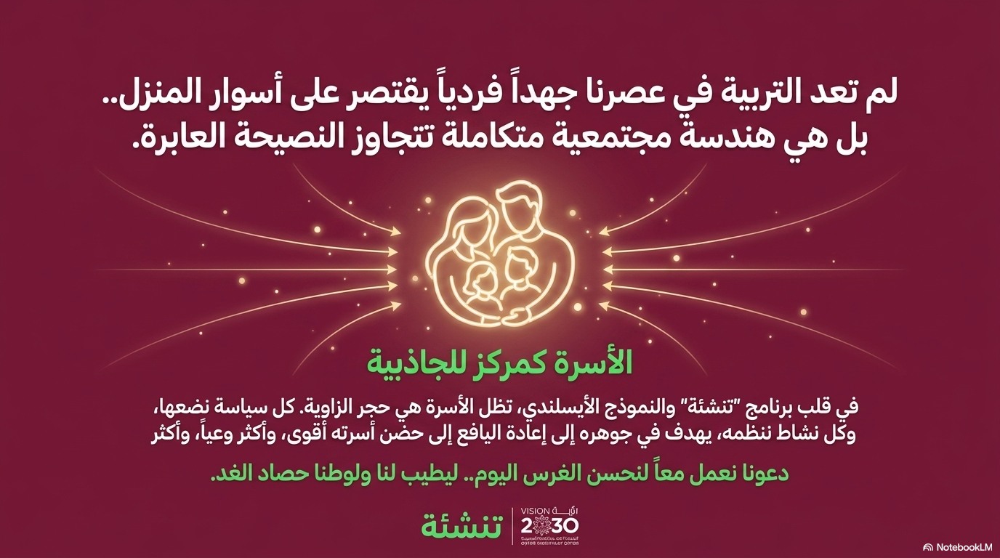 لم تعد التربية في عصرنا جهداً فردياً يقتصر على أسوار المنزل..
بل هي هندسة مجتمعية متكاملة تتجاوز النصيحة العابرة.
الأسرة كمركز للجاذبية
في قلب برنامج "تنشئة" والنموذج الأيسلندي، تظل الأسرة هي حجر الزاوية. كل سياسة نضعها،
وكل نشاط ننظمه، يهدف في جوهره إلى إعادة اليافع إلى حضن أسرته أقوى، وأكثر وعياً، وأكثر
دعونا نعمل معاً لنحسن الغرس اليوم.. ليطيب لنا ولوطنا حصاد الغد.
تنشئة
VISION
2030
NotebookLM